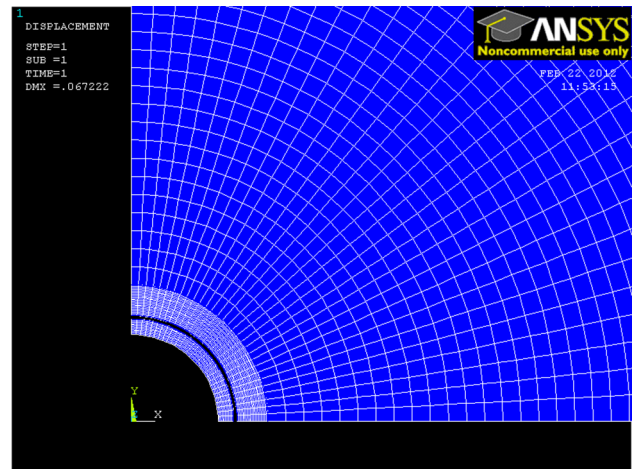 1
DISPLACEMENT
STEP=1
SUB =1
TIME=1
DMX =.067222
ANSYS
Noncommercial use only
FEB 22 2012
11:53:15
Y
X